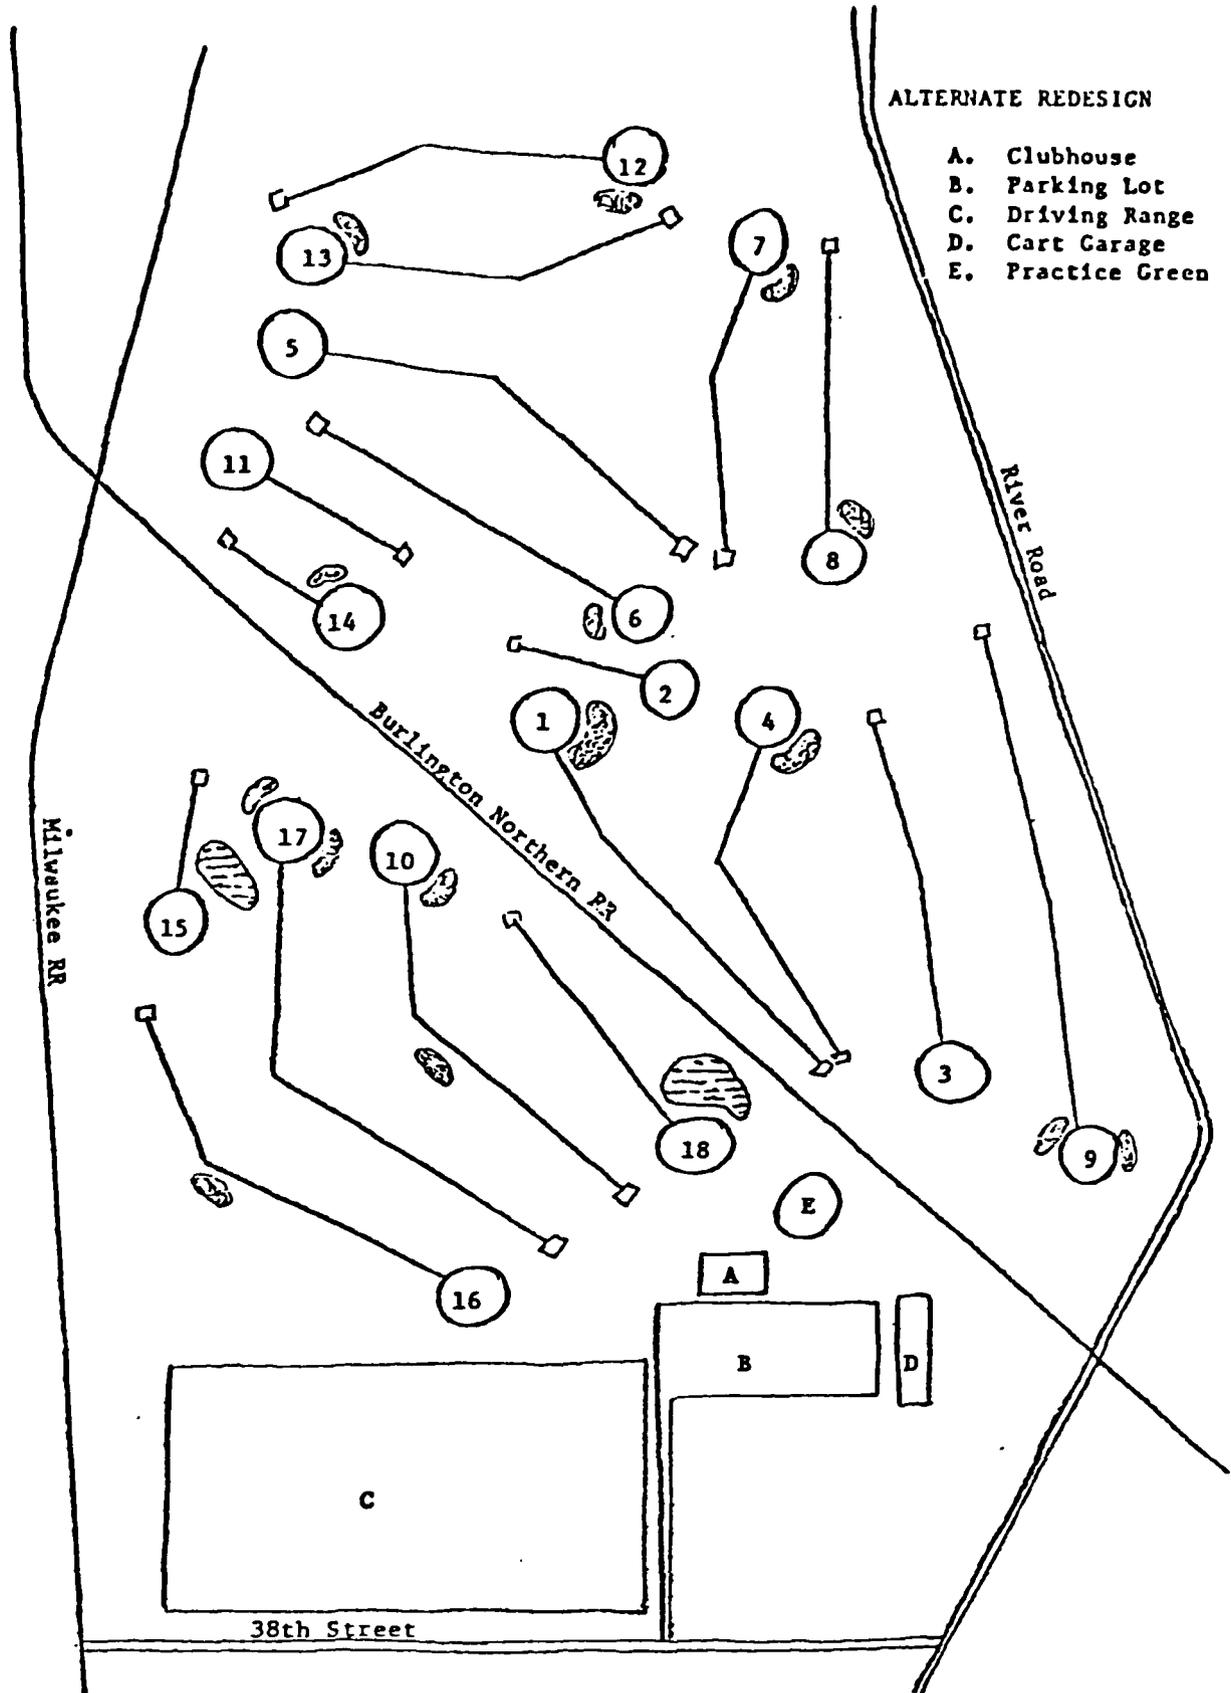 ALTERNATE REDESIGN
A. Clubhouse
B. Parking Lot
C. Driving Range
D. Cart Garage
E. Practice Green
12
7
13
5
11
River Road
8
14
6
2
1
4
Burlington Northern RR
17
10
15
Milwaukee RR
3
18
9
E
A
16
B
D
C
38th Street